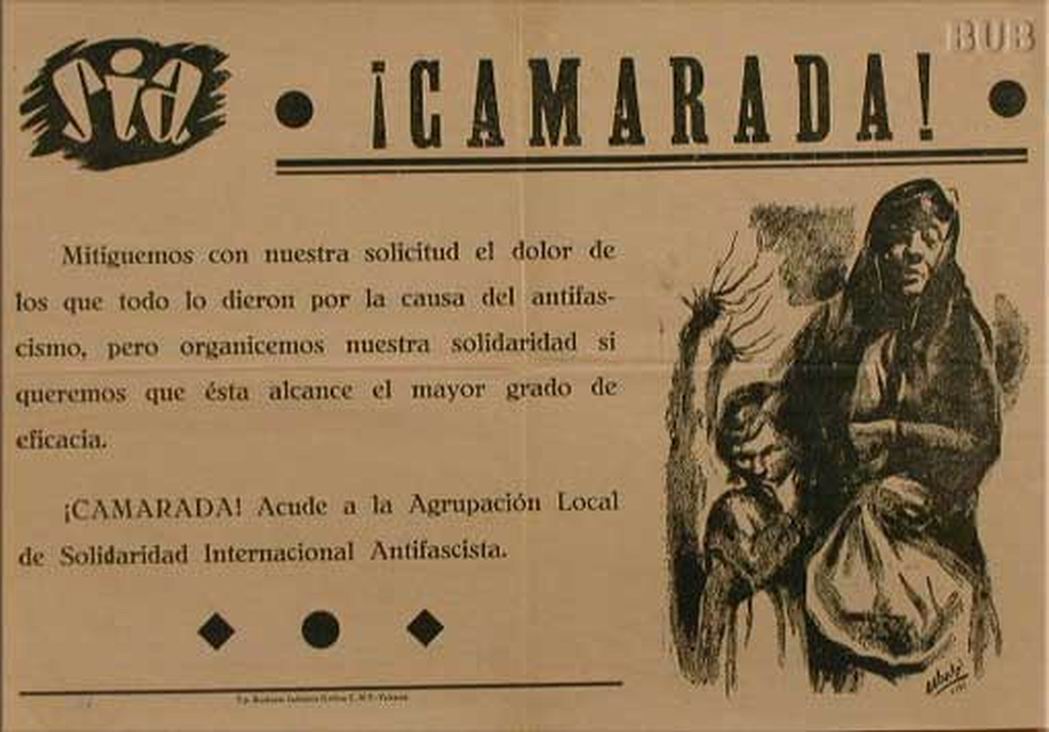 Sia
BUB
¡CAMARADA!
Mitiguemos con nuestra solicitud el dolor de
los que todo lo dieron por la causa del antifas-
cismo, pero organicemos nuestra solidaridad si
queremos que ésta alcance el mayor grado de
eficacia.
¡CAMARADA! Acude a la Agrupación Local
de Solidaridad Internacional Antifascista.